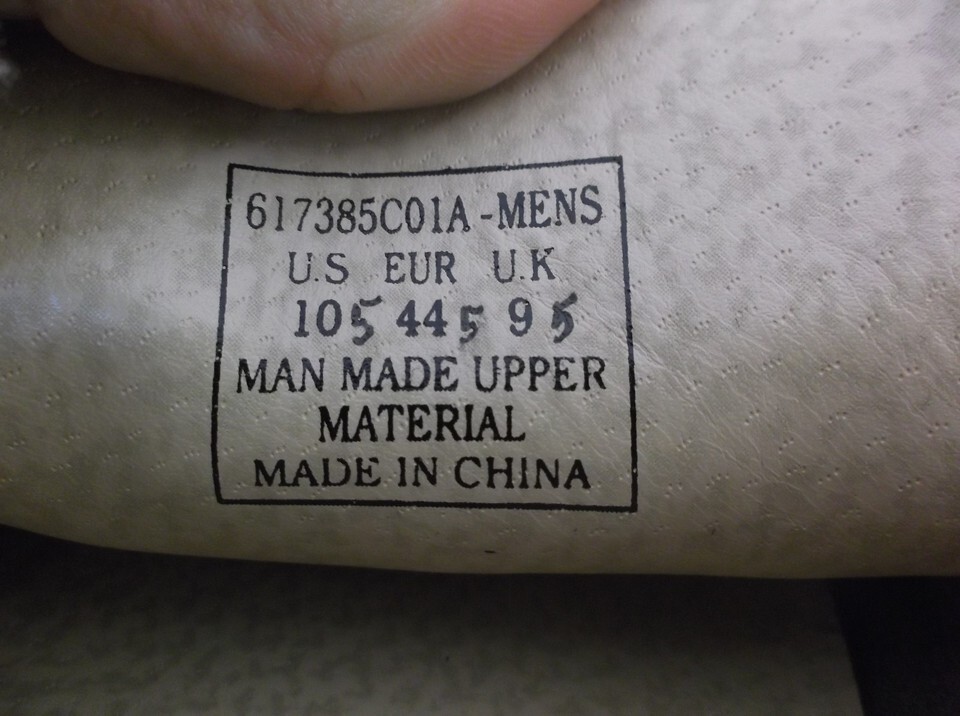 617385C01A-MENS
U.S EUR U.K
105 445 95
MAN MADE UPPER
MATERIAL
MADE IN CHINA